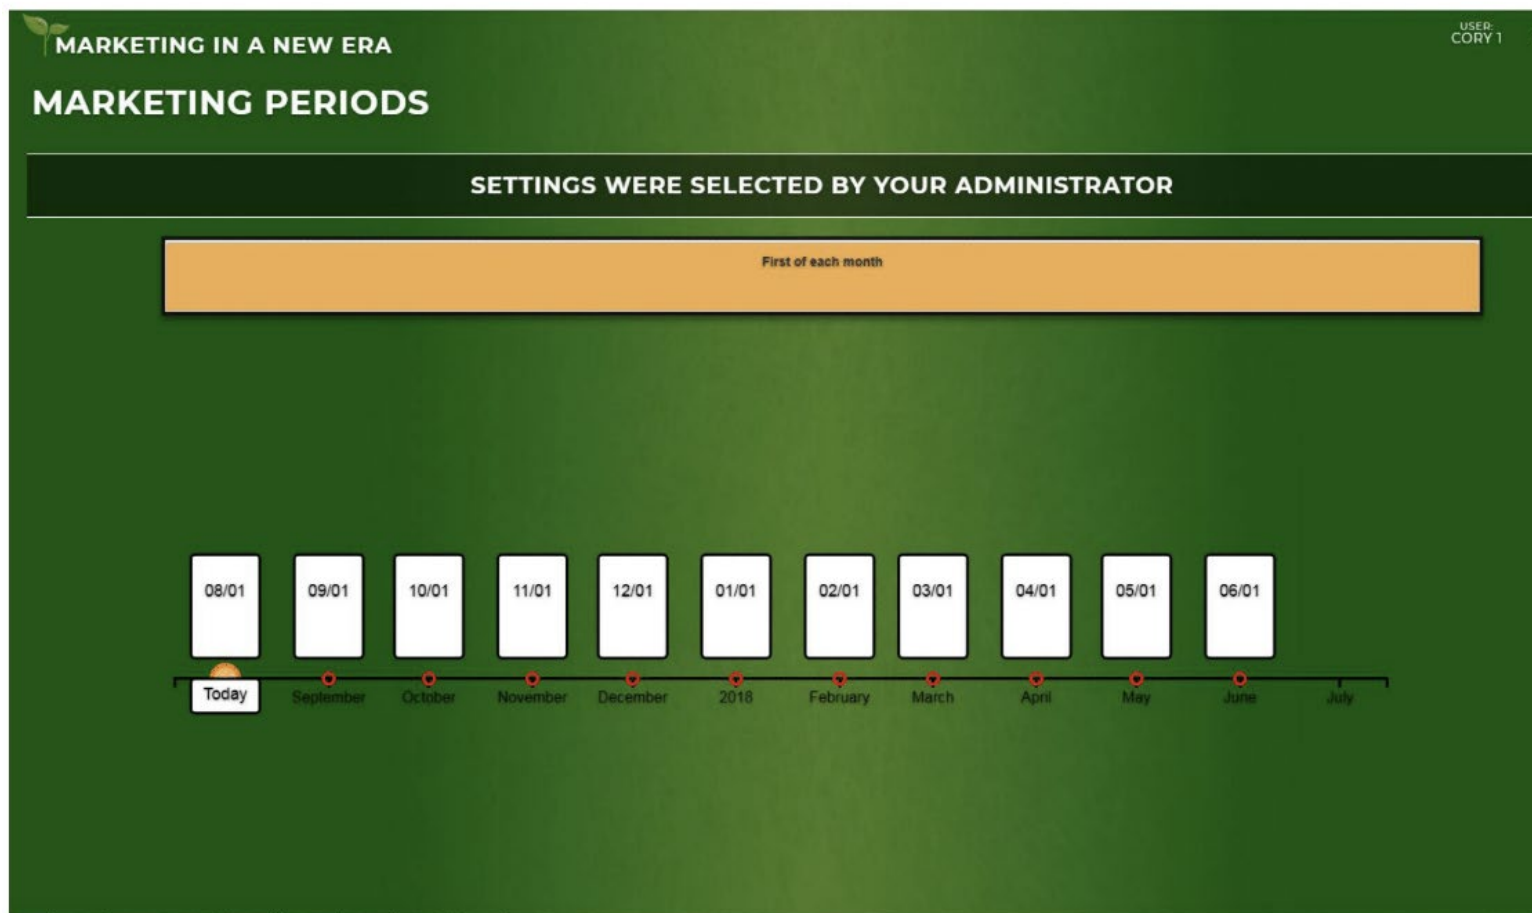 MARKETING IN A NEW ERA
USER:
CORY 1
MARKETING PERIODS
SETTINGS WERE SELECTED BY YOUR ADMINISTRATOR
First of each month
08/01 09/01 10/01 11/01 12/01 01/01 02/01 03/01 04/01 05/01 06/01
Today September October November December 2018 February March April May June July